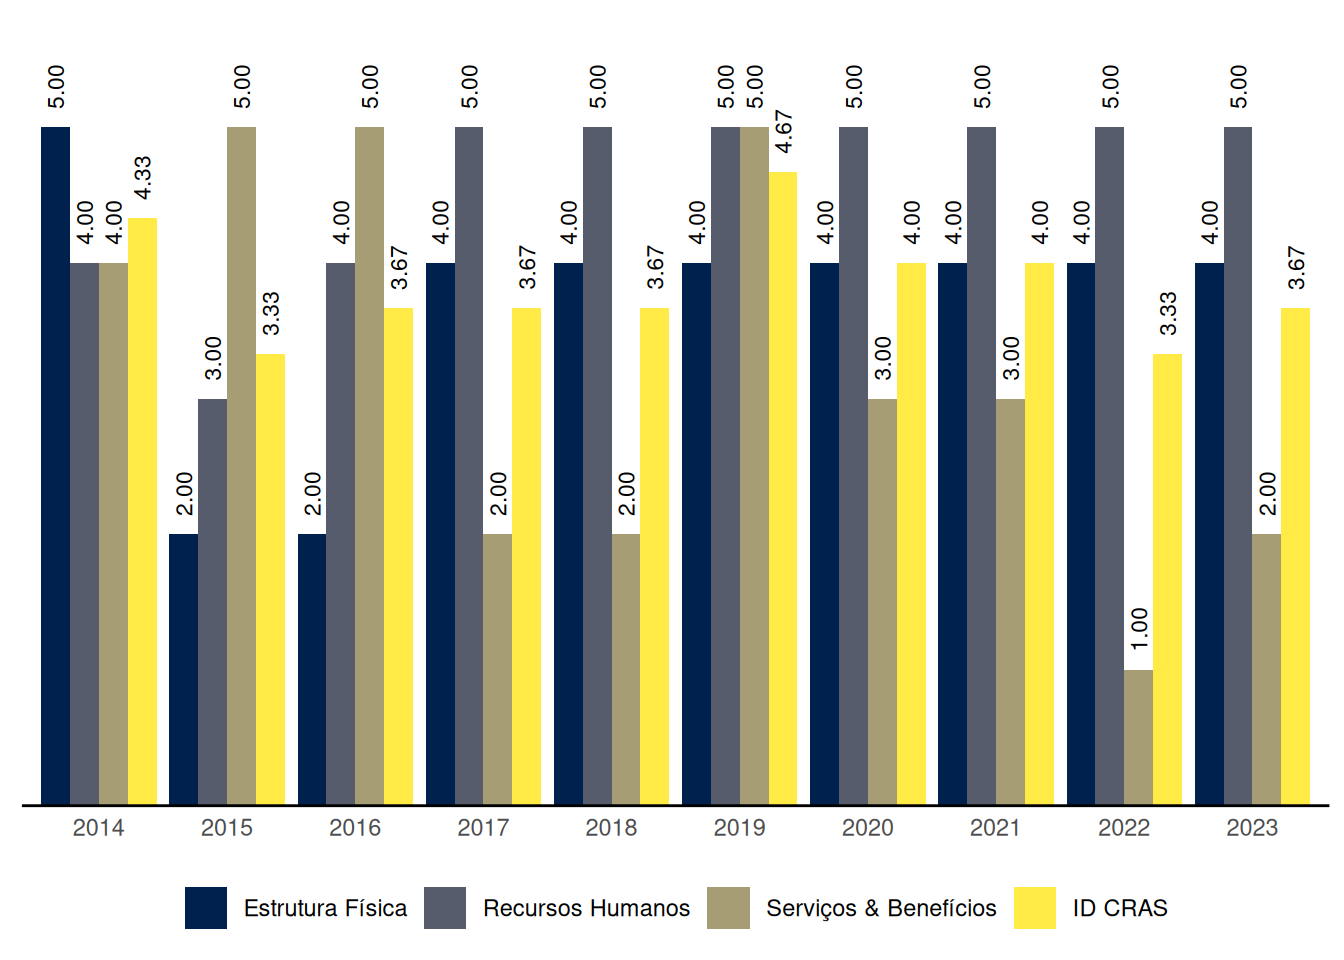 5.00 4.00 4.00 4.33
2.00 3.00 5.00 3.33
2.00 4.00 5.00 3.67
4.00 5.00 2.00 3.67
4.00 5.00 2.00 3.67
4.00 5.00 5.00 4.67
4.00 5.00 3.00 4.00
4.00 5.00 3.00 4.00
4.00 5.00 1.00 3.33
4.00 5.00 2.00 3.67
2014 2015 2016 2017 2018 2019 2020 2021 2022 2023
Estrutura Física Recursos Humanos Serviços & Benefícios ID CRAS